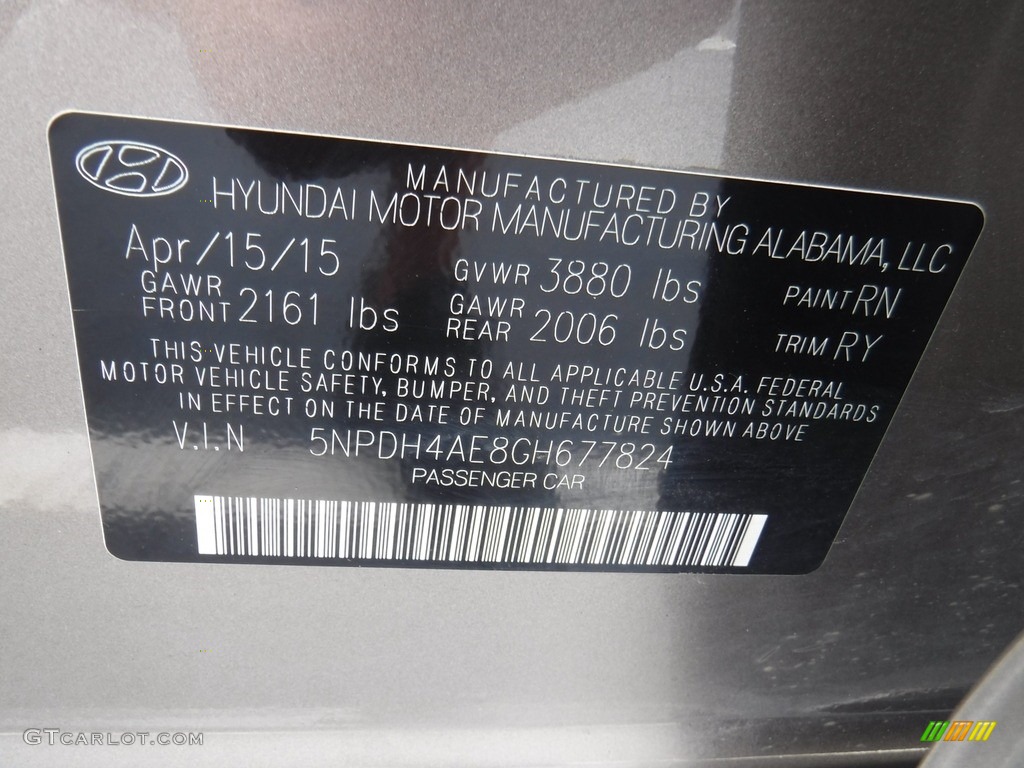 MANUFACTURED BY
HYUNDAI MOTOR MANUFACTURING ALABAMA, LLC
Apr/15/15 GVWR 3880 lbs PAINT RN
GAWR FRONT 2161 lbs GAWR REAR 2006 lbs TRIM RY
THIS VEHICLE CONFORMS TO ALL APPLICABLE U.S.A. FEDERAL
MOTOR VEHICLE SAFETY, BUMPER, AND THEFT PREVENTION STANDARDS
IN EFFECT ON THE DATE OF MANUFACTURE SHOWN ABOVE
V.I.N 5NPDH4AE8GH677824
PASSENGER CAR
GTCARLOT.COM